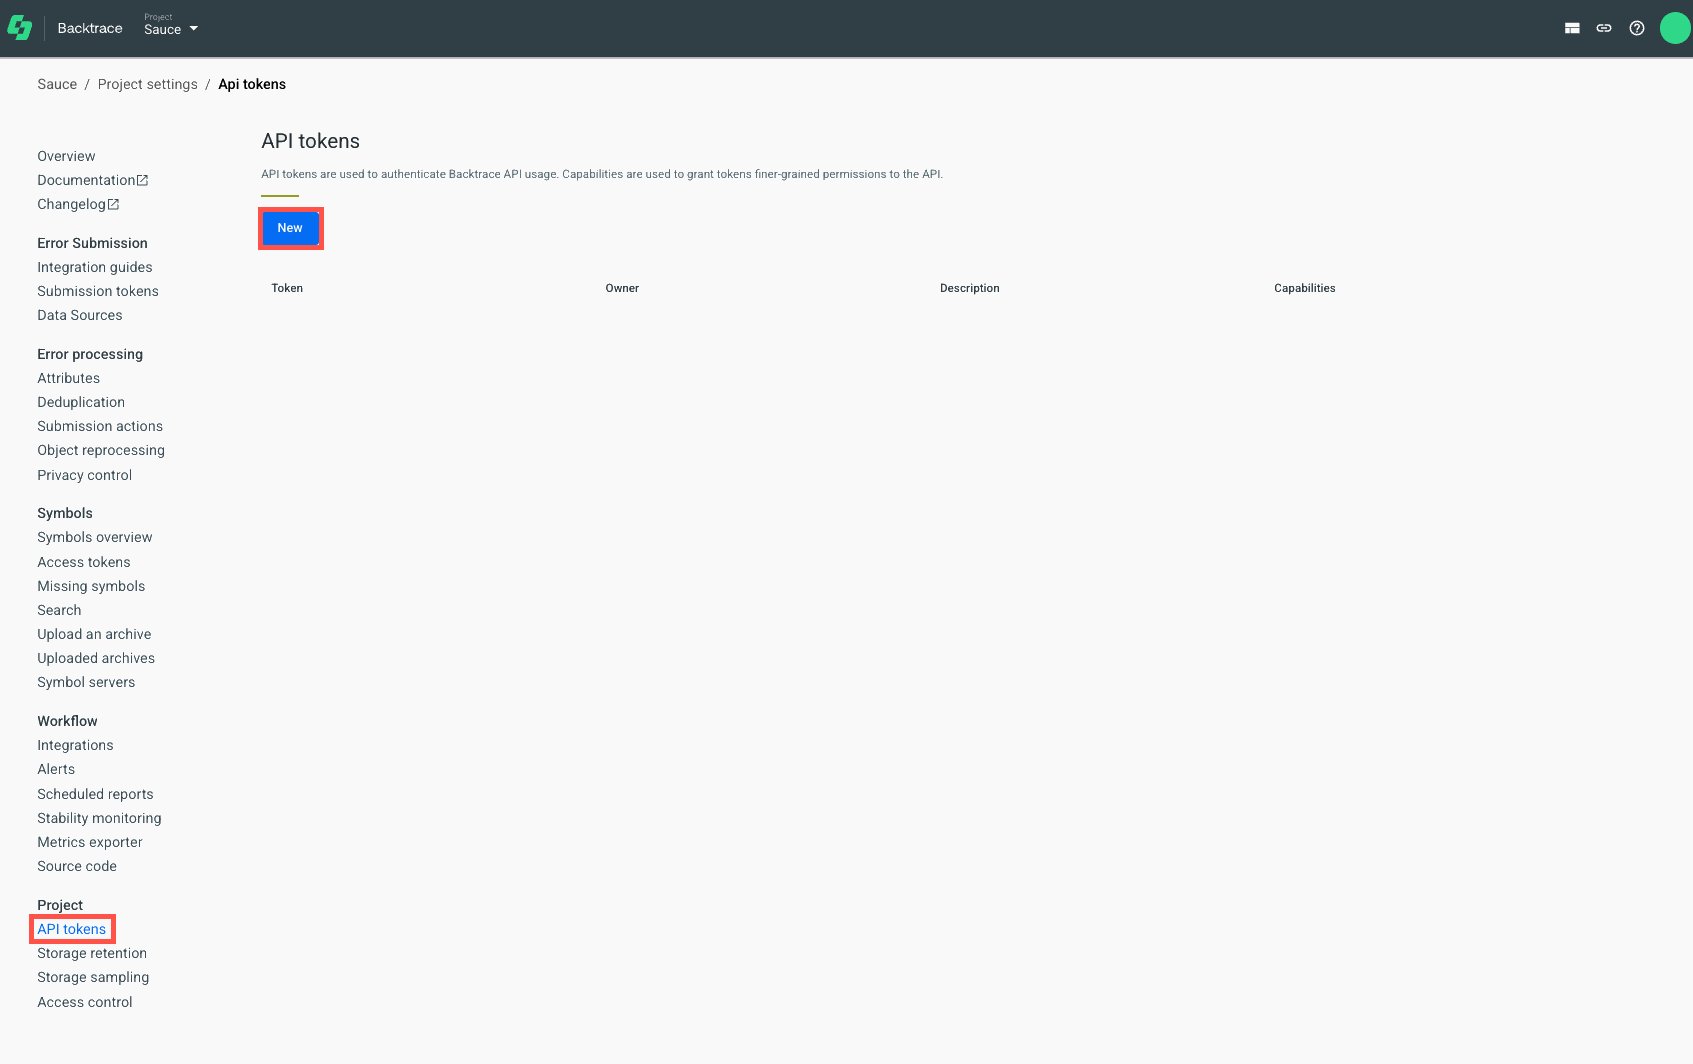 Backtrace
Project
Sauce
Sauce / Project settings / Api tokens
Overview
Documentation
Changelog
Error Submission
Integration guides
Submission tokens
Data Sources
Error processing
Attributes
Deduplication
Submission actions
Object reprocessing
Privacy control
Symbols
Symbols overview
Access tokens
Missing symbols
Search
Upload an archive
Uploaded archives
Symbol servers
Workflow
Integrations
Alerts
Scheduled reports
Stability monitoring
Metrics exporter
Source code
Project
API tokens
Storage retention
Storage sampling
Access control
API tokens
API tokens are used to authenticate Backtrace API usage. Capabilities are used to grant tokens finer-grained permissions to the API.
New
Token Owner Description Capabilities